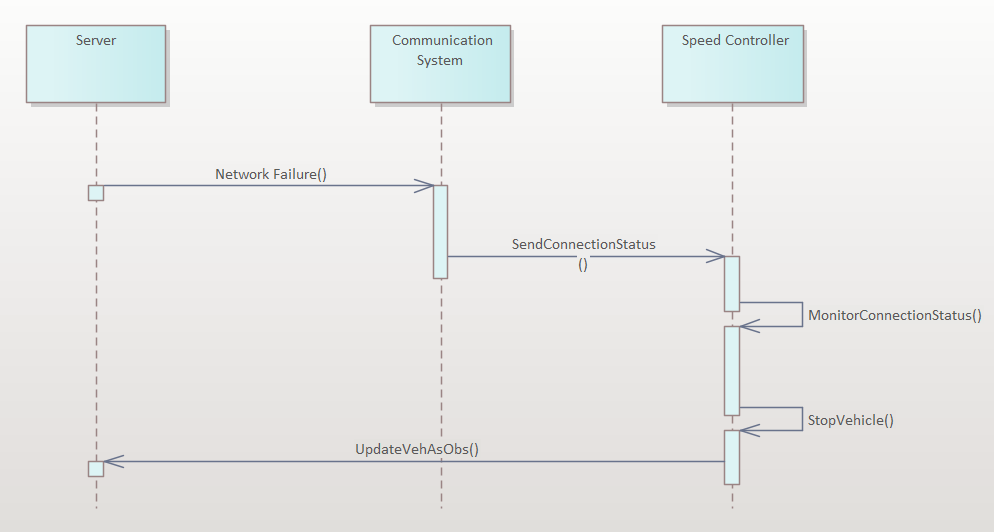 Server
Communication
System
Speed Controller
Network Failure()
SendConnectionStatus
()
MonitorConnectionStatus()
StopVehicle()
UpdateVehAsObs()